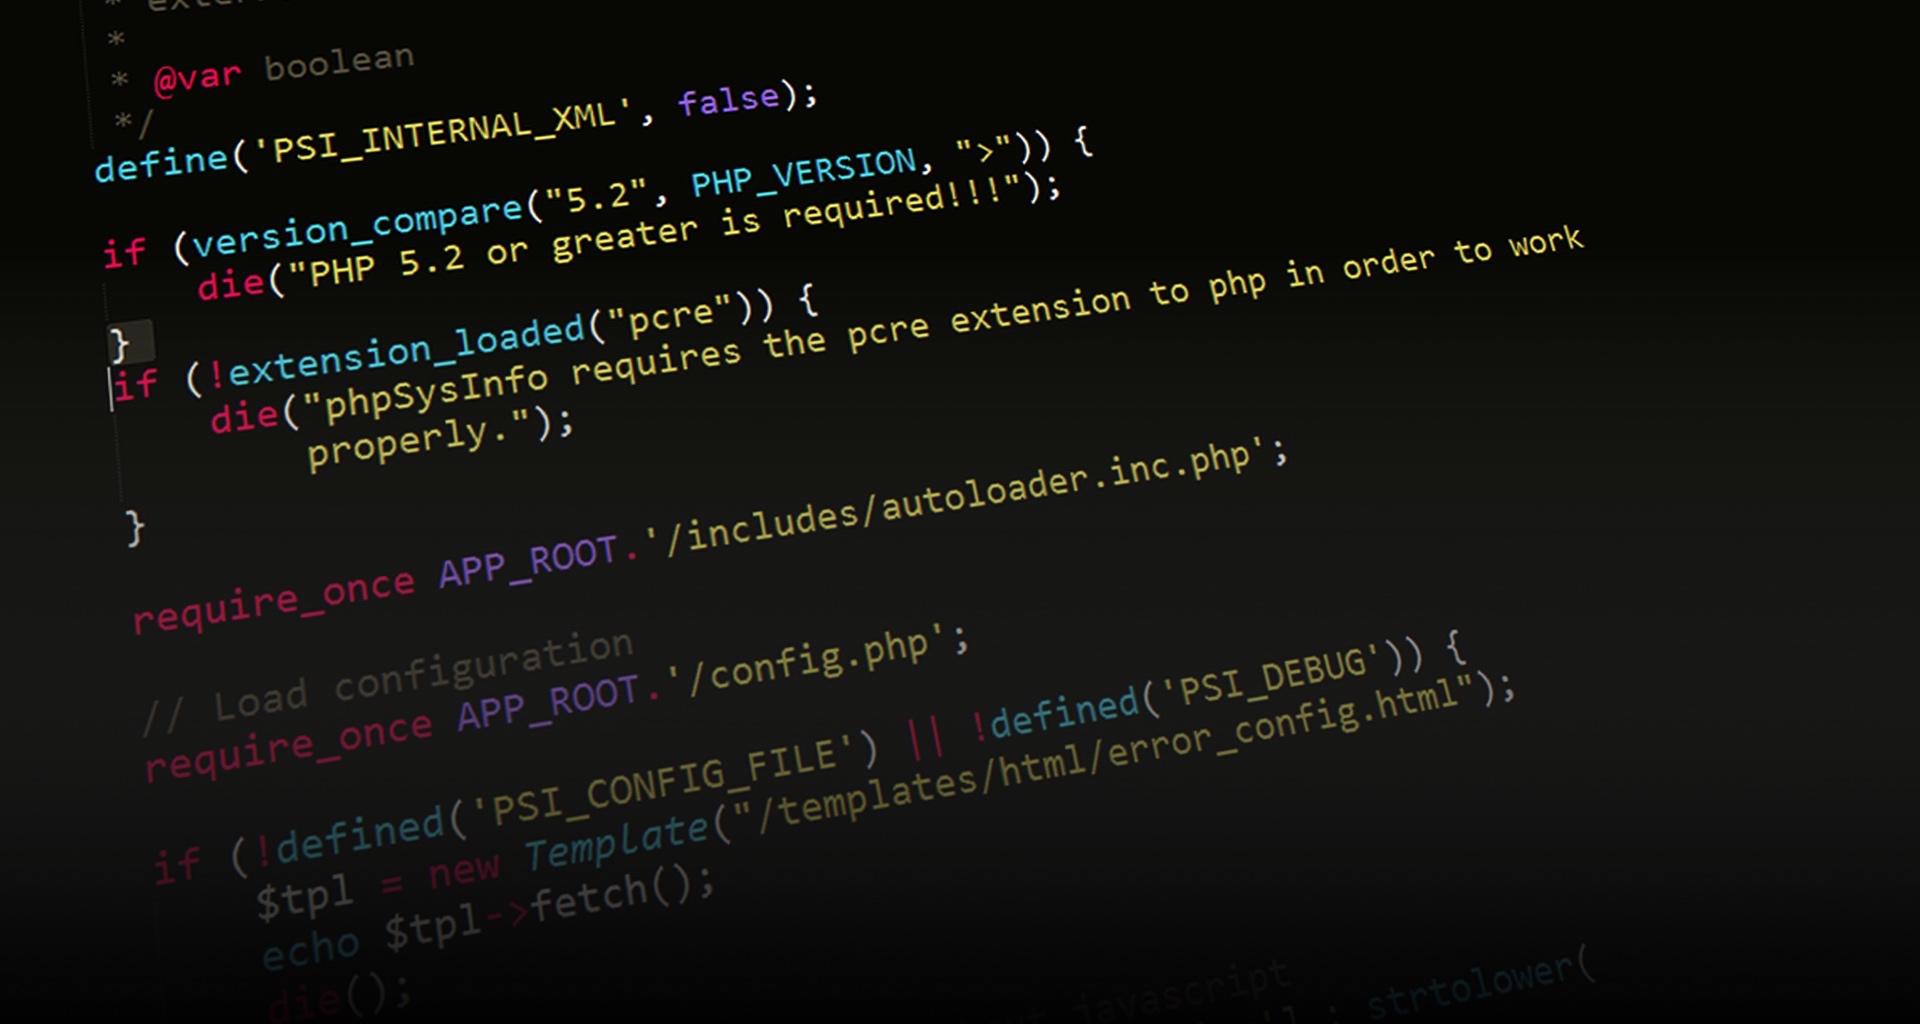 *
* @var boolean
*/
define('PSI_INTERNAL_XML', false);
if (version_compare("5.2", PHP_VERSION, ">")) {
die("PHP 5.2 or greater is required!!!");
}
if (!extension_loaded("pcre")) {
die("phpSysInfo requires the pcre extension to php in order to work
properly.");
}
require_once APP_ROOT.'/includes/autoloader.inc.php';
// Load configuration
require_once APP_ROOT.'/config.php';
if (!defined('PSI_CONFIG_FILE') || !defined('PSI_DEBUG')) {
$tpl = new Template("/templates/html/error_config.html");
echo $tpl->fetch();
die();
javascript
strtolower(